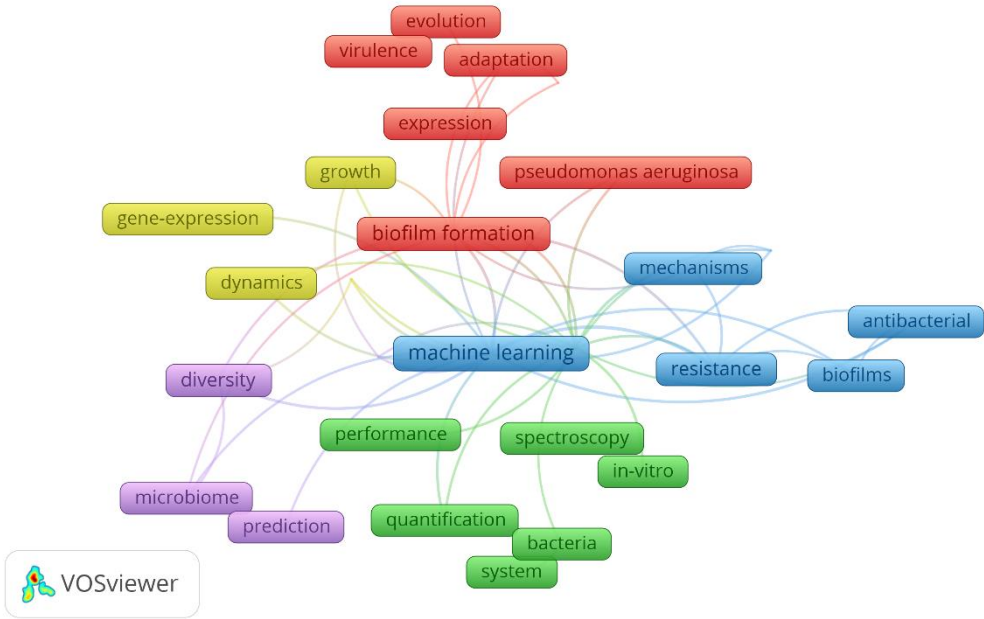 evolution
virulence
adaptation
expression
growth
pseudomonas aeruginosa
gene-expression
biofilm formation
mechanisms
dynamics
antibacterial
machine learning
resistance
biofilms
diversity
performance
spectroscopy
in-vitro
microbiome
prediction
quantification
bacteria
system
VOSviewer